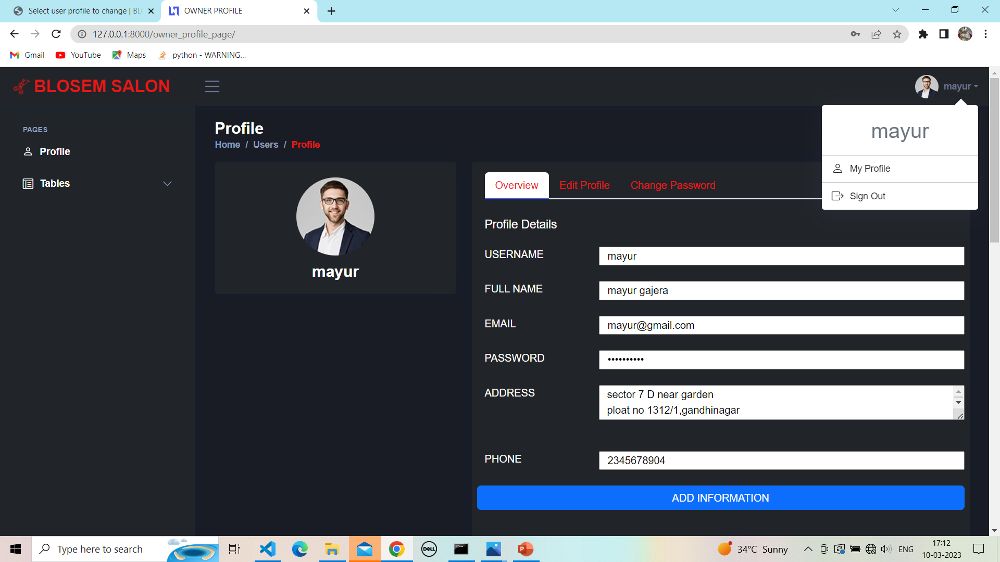 Select user profile to change | BL
OWNER PROFILE
127.0.0.1:8000/owner_profile_page/
Gmail
YouTube
Maps
python - WARNING...
BLOSEM SALON
mayur
PAGES
Profile
Tables
Profile
Home / Users / Profile
mayur
mayur
My Profile
Sign Out
Overview
Edit Profile
Change Password
Profile Details
USERNAME
mayur
FULL NAME
mayur gajera
EMAIL
mayur@gmail.com
PASSWORD
••••••••••
ADDRESS
sector 7 D near garden
ploat no 1312/1,gandhinagar
PHONE
2345678904
ADD INFORMATION
Type here to search
DELL
P
34°C Sunny
ENG
17:12
10-03-2023